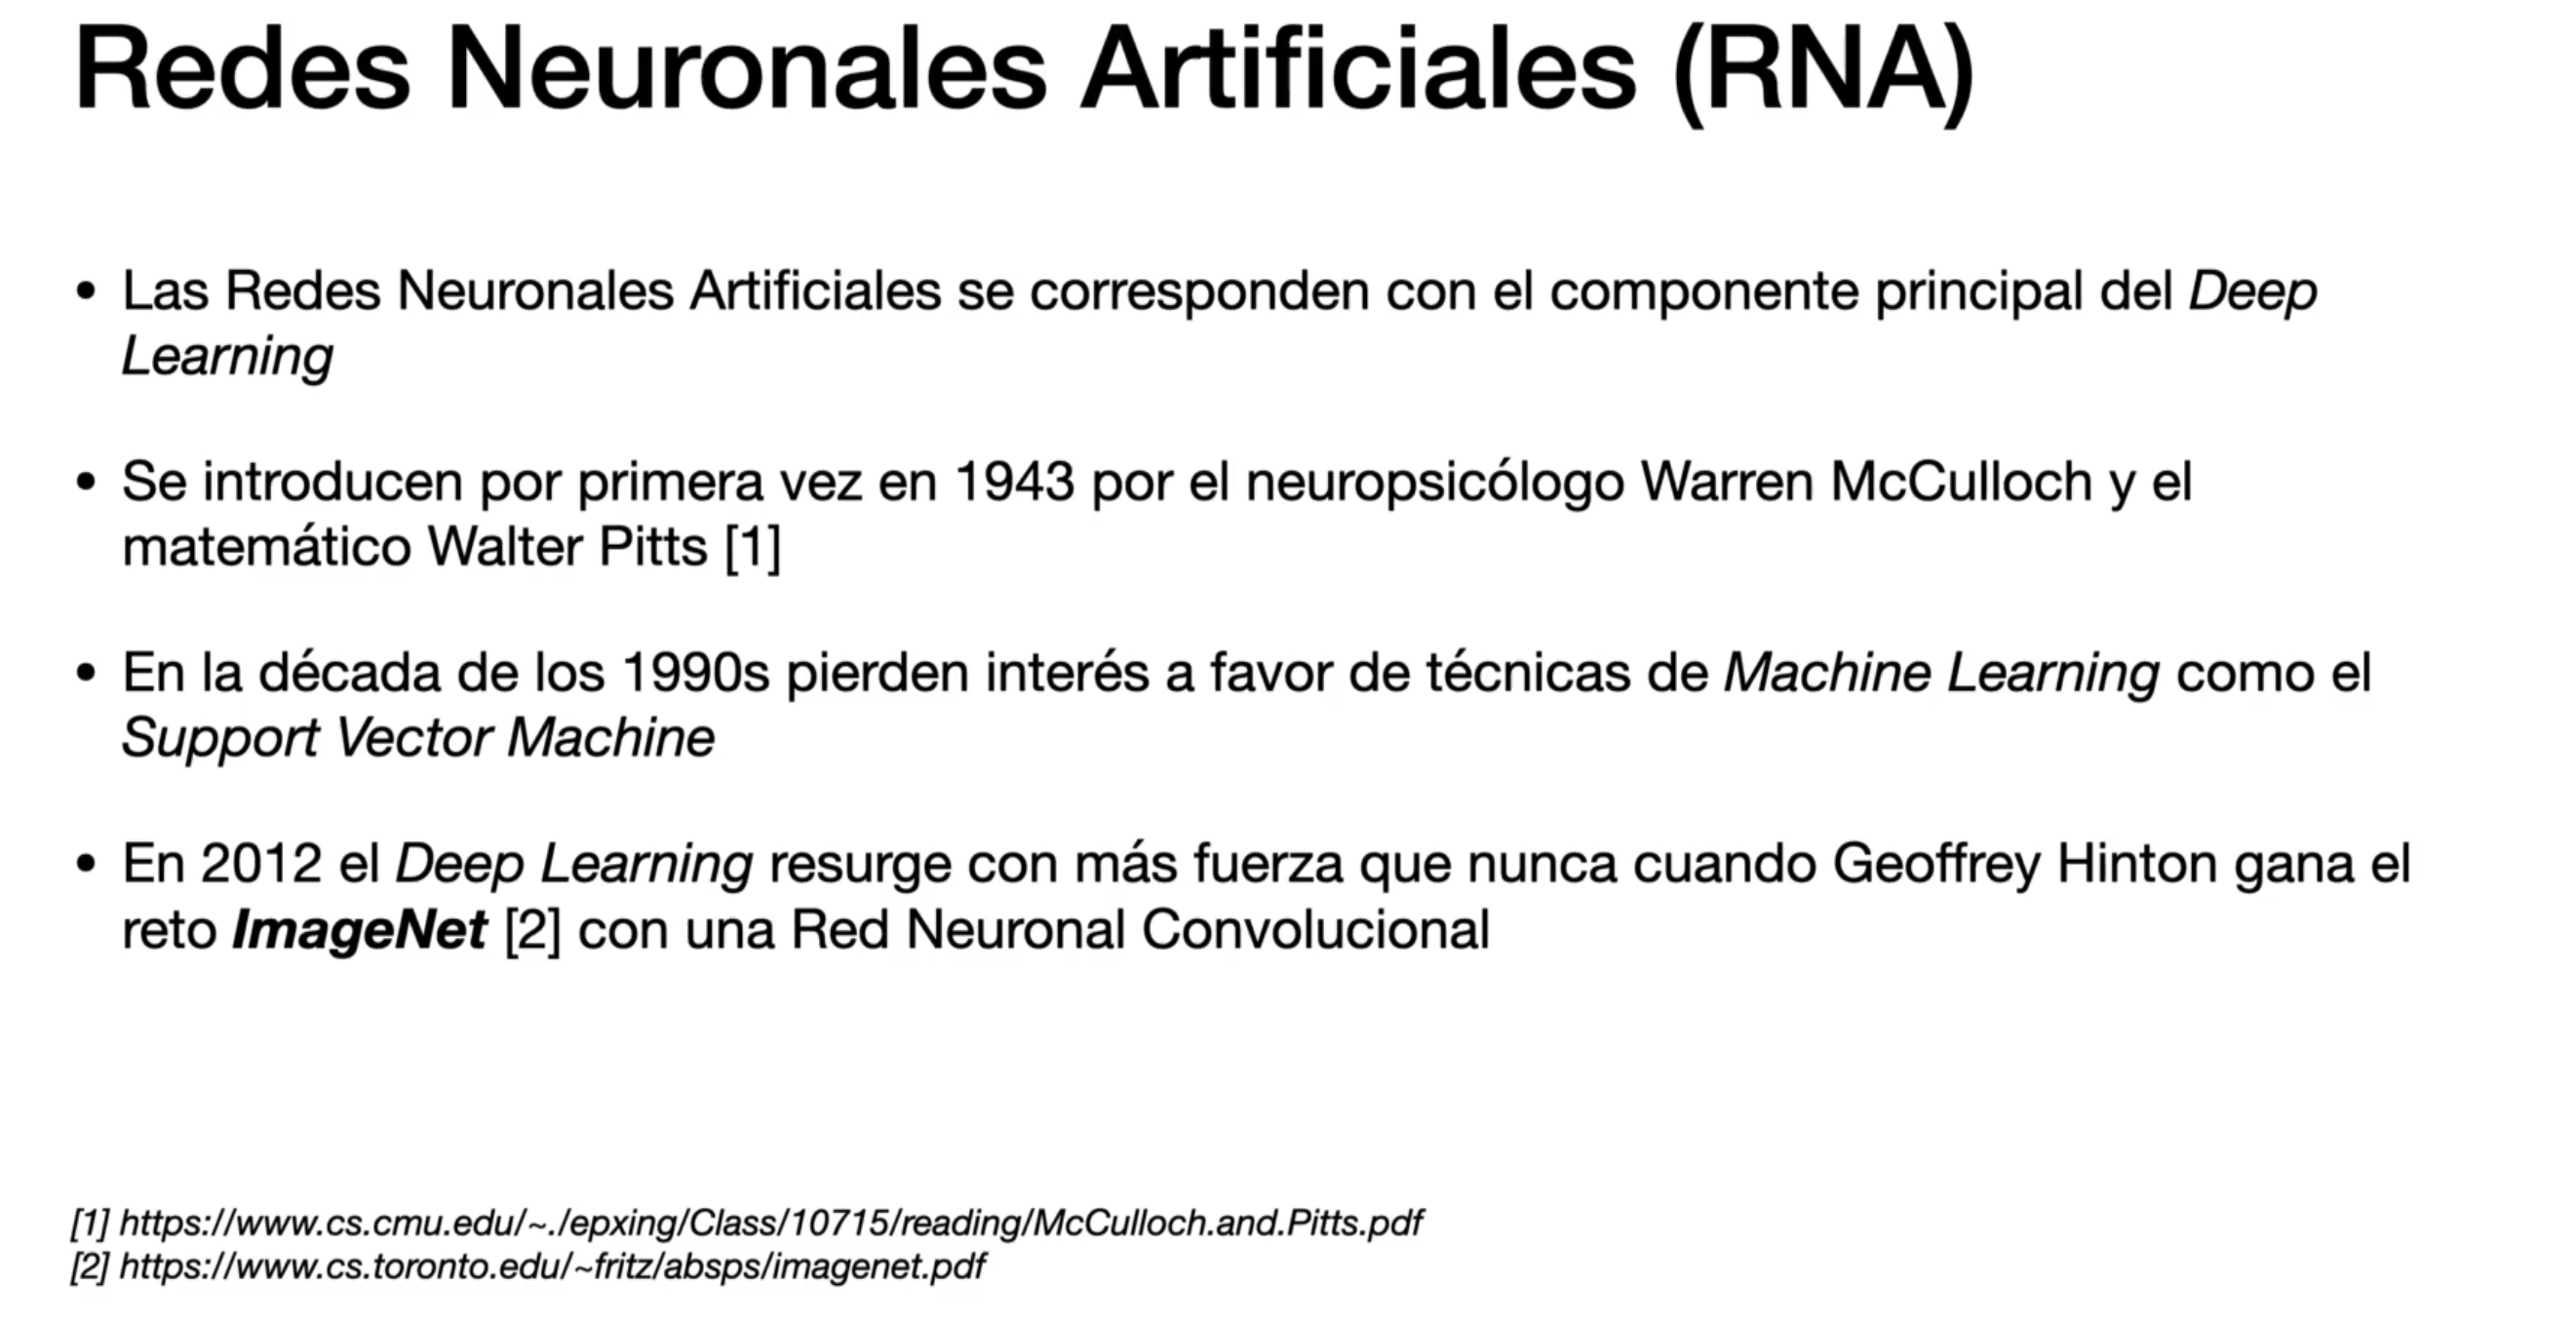 Redes Neuronales Artificiales (RNA)
• Las Redes Neuronales Artificiales se corresponden con el componente principal del Deep
Learning
• Se introducen por primera vez en 1943 por el neuropsicólogo Warren McCulloch y el
matemático Walter Pitts [1]
• En la década de los 1990s pierden interés a favor de técnicas de Machine Learning como el
Support Vector Machine
• En 2012 el Deep Learning resurge con más fuerza que nunca cuando Geoffrey Hinton gana el
reto ImageNet [2] con una Red Neuronal Convolucional
[1] https://www.cs.cmu.edu/~./epxing/Class/10715/reading/McCulloch.and.Pitts.pdf
[2] https://www.cs.toronto.edu/~fritz/absps/imagenet.pdf